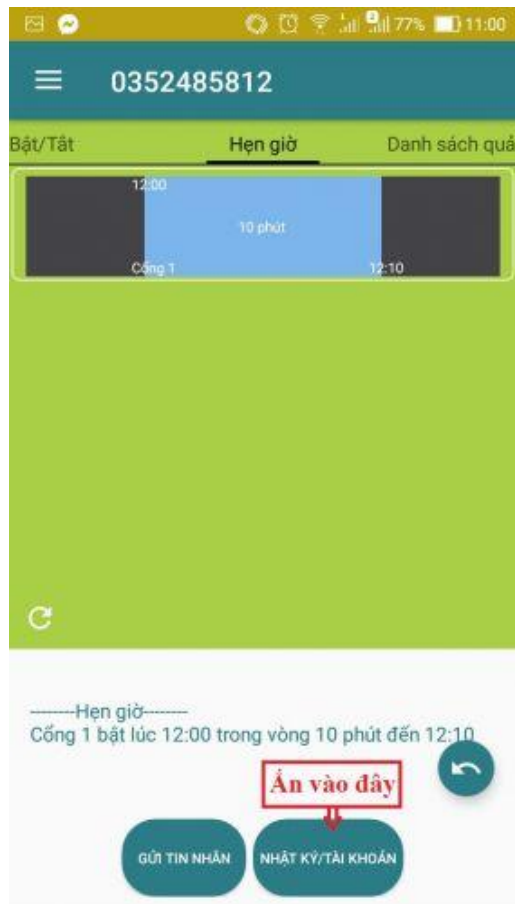 77% 11:00
0352485812
Bật/Tắt Hẹn giờ Danh sách quả
12:00
10 phút
Cổng 1 12:10
--------Hẹn giờ-------
Cổng 1 bật lúc 12:00 trong vòng 10 phút đến 12:10
Ấn vào đây
GỬI TIN NHẮN NHẬT KÝ/TÀI KHOẢN